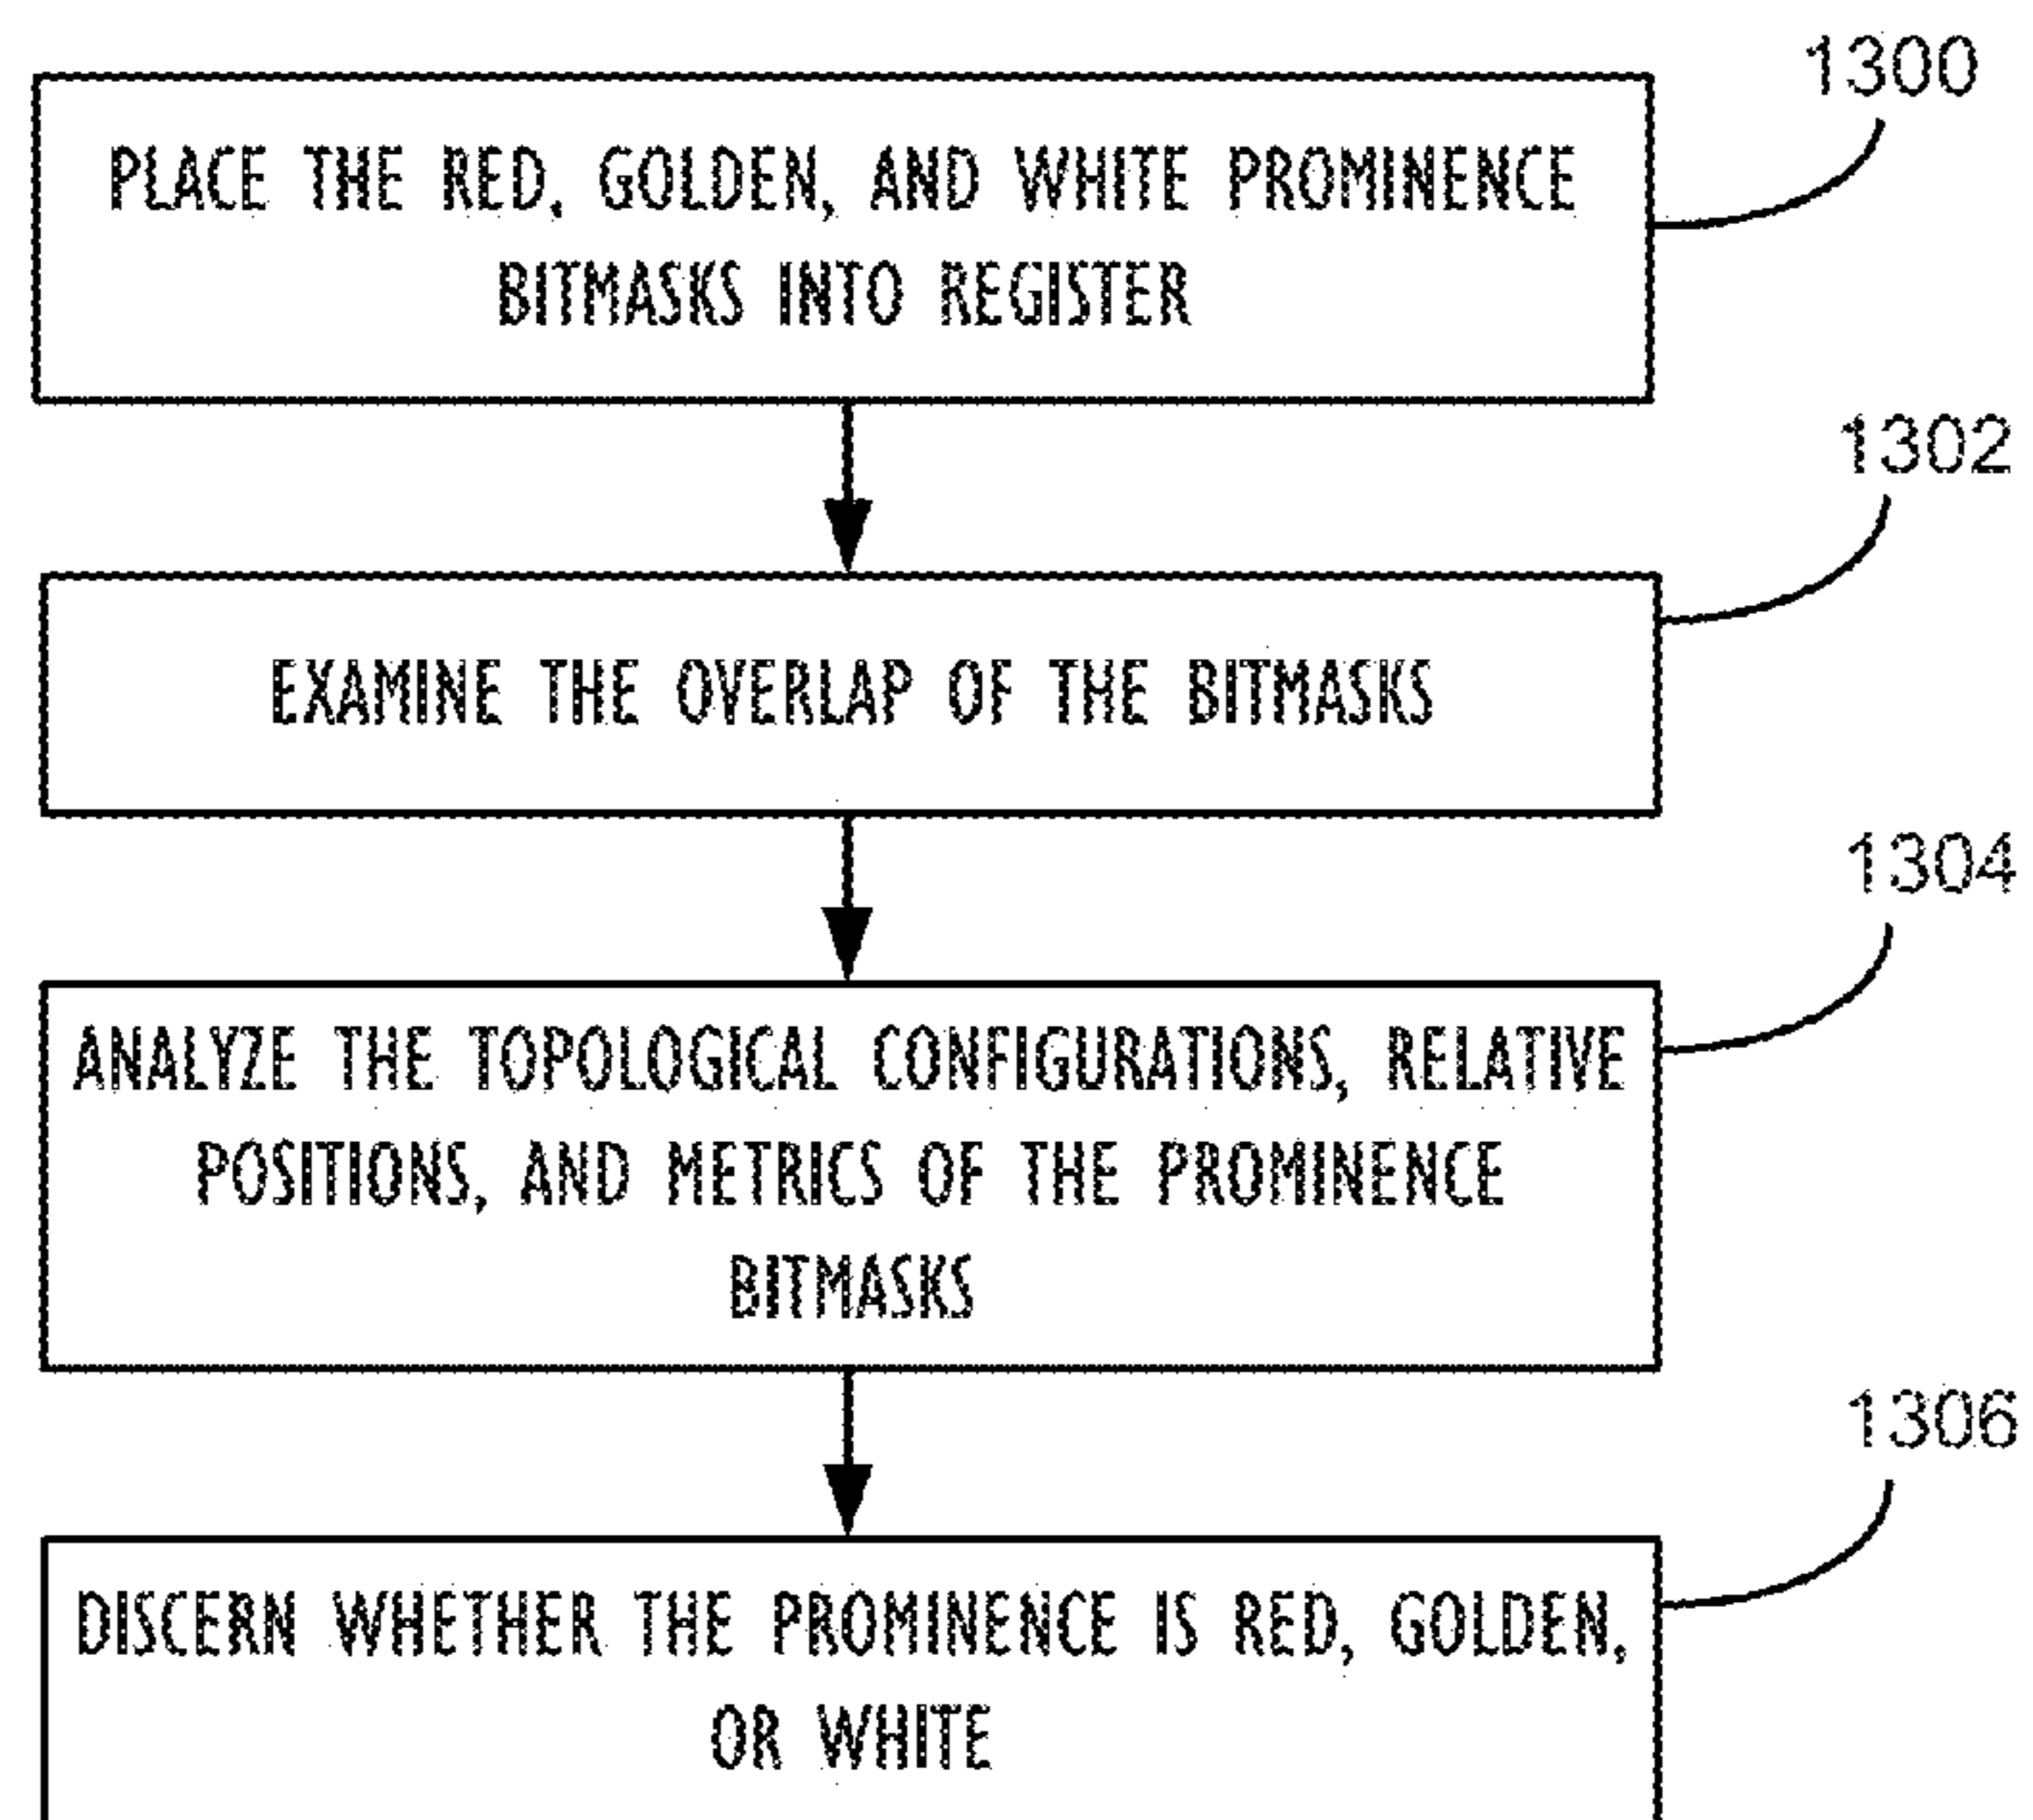 1300
PLACE THE RED, GOLDEN, AND WHITE PROMINENCE
BITMASKS INTO REGISTER
1302
EXAMINE THE OVERLAP OF THE BITMASKS
1304
ANALYZE THE TOPOLOGICAL CONFIGURATIONS, RELATIVE
POSITIONS, AND METRICS OF THE PROMINENCE
BITMASKS
1306
DISCERN WHETHER THE PROMINENCE IS RED, GOLDEN,
OR WHITE